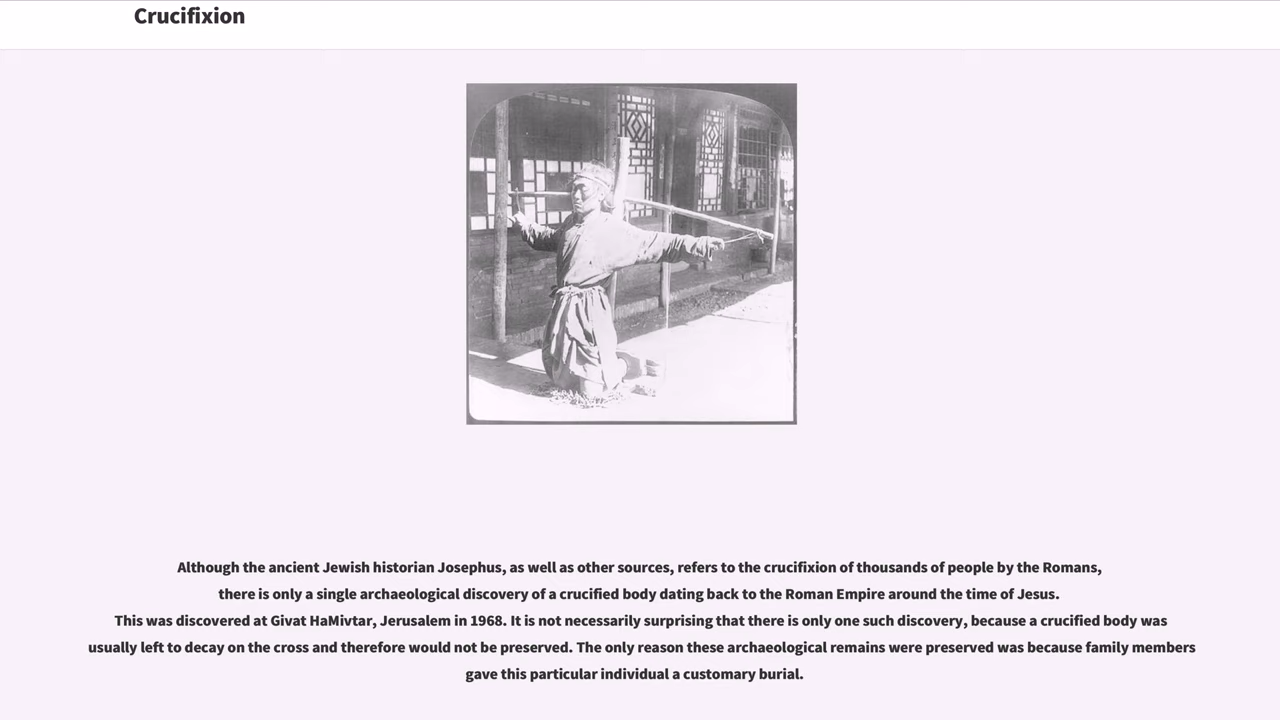 Crucifixion
Although the ancient Jewish historian Josephus, as well as other sources, refers to the crucifixion of thousands of people by the Romans,
there is only a single archaeological discovery of a crucified body dating back to the Roman Empire around the time of Jesus.
This was discovered at Givat HaMivtar, Jerusalem in 1968. It is not necessarily surprising that there is only one such discovery, because a crucified body was
usually left to decay on the cross and therefore would not be preserved. The only reason these archaeological remains were preserved was because family members
gave this particular individual a customary burial.